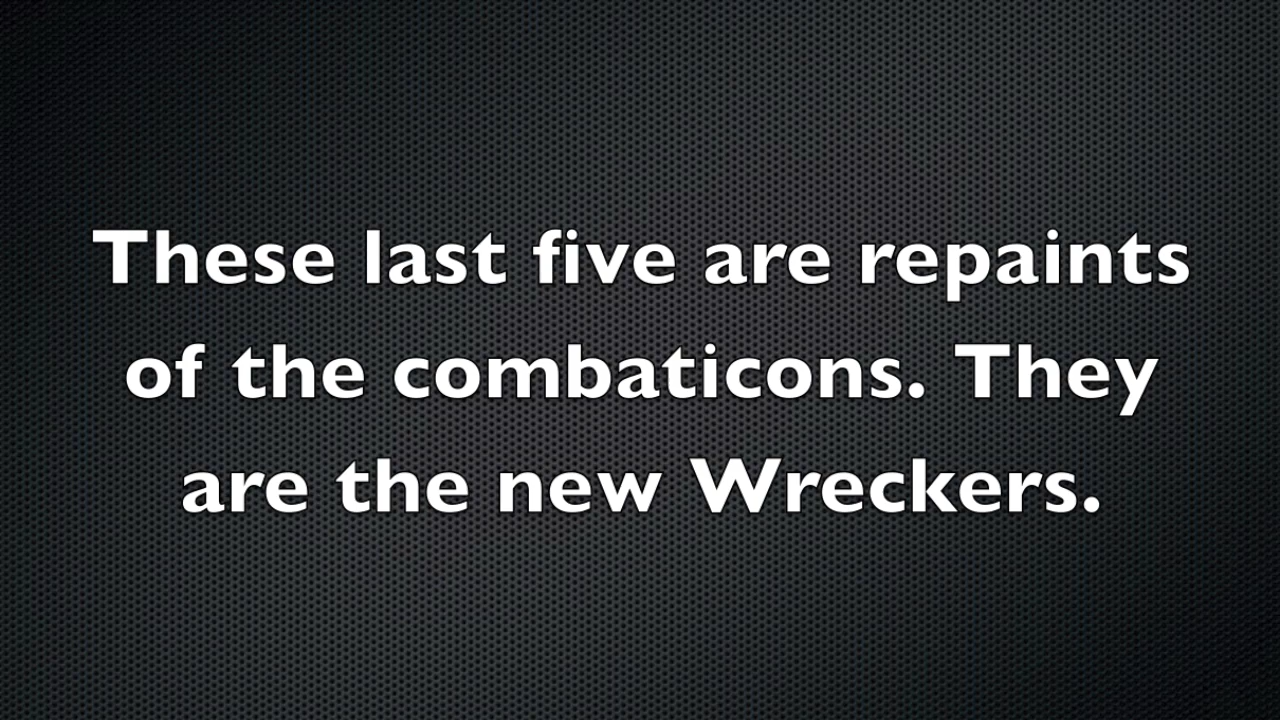 These last five are repaints
of the combaticons. They
are the new Wreckers.